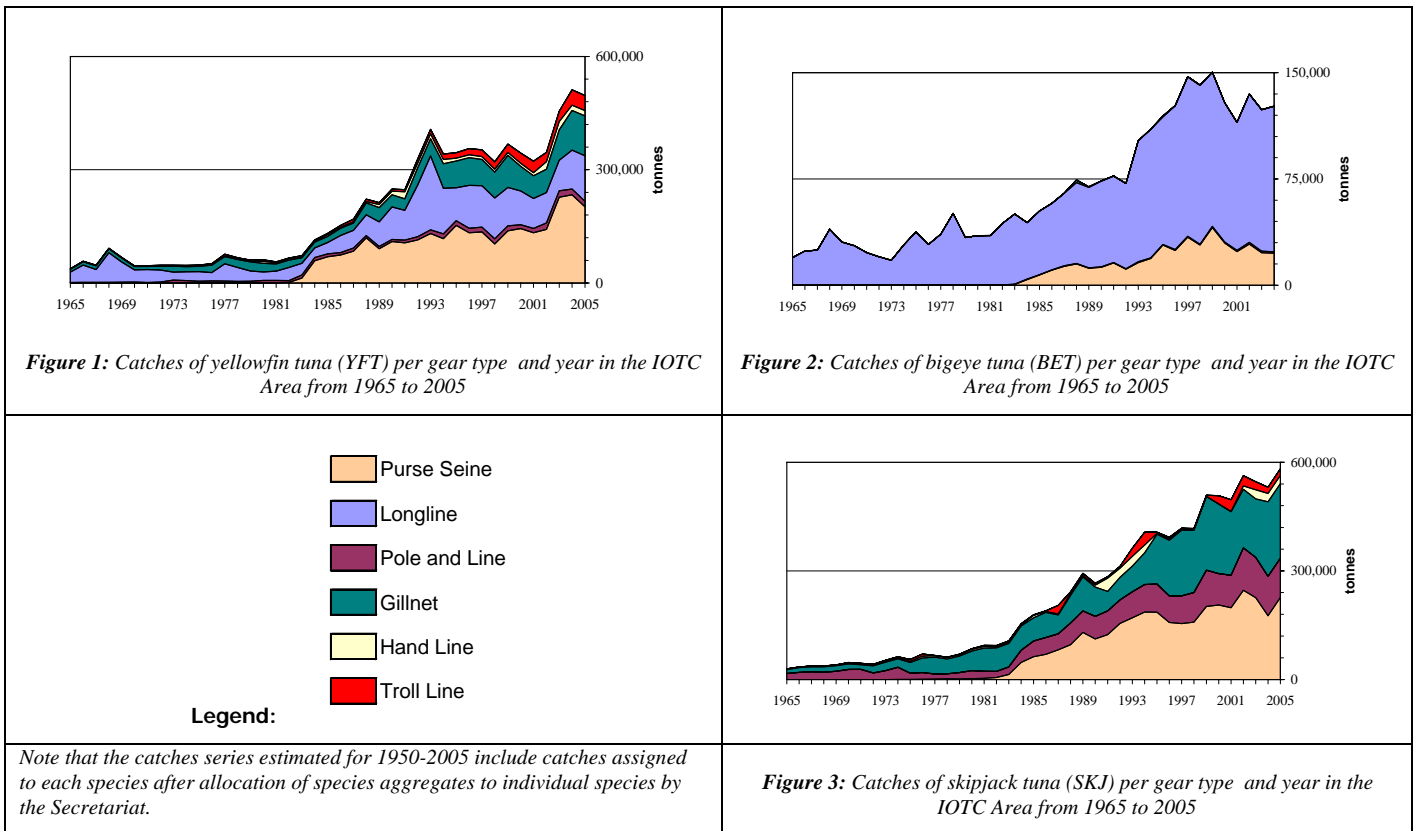 600,000
300,000
0
tonnes
1965 1969 1973 1977 1981 1985 1989 1993 1997 2001 2005
Figure 1: Catches of yellowfin tuna (YFT) per gear type and year in the IOTC
Area from 1965 to 2005
150,000
75,000
0
tonnes
1965 1969 1973 1977 1981 1985 1989 1993 1997 2001
Figure 2: Catches of bigeye tuna (BET) per gear type and year in the IOTC
Area from 1965 to 2005
Purse Seine
Longline
Pole and Line
Gillnet
Hand Line
Troll Line
Legend:
600,000
300,000
0
tonnes
1965 1969 1973 1977 1981 1985 1989 1993 1997 2001 2005
Note that the catches series estimated for 1950-2005 include catches assigned
to each species after allocation of species aggregates to individual species by
the Secretariat.
Figure 3: Catches of skipjack tuna (SKJ) per gear type and year in the
IOTC Area from 1965 to 2005